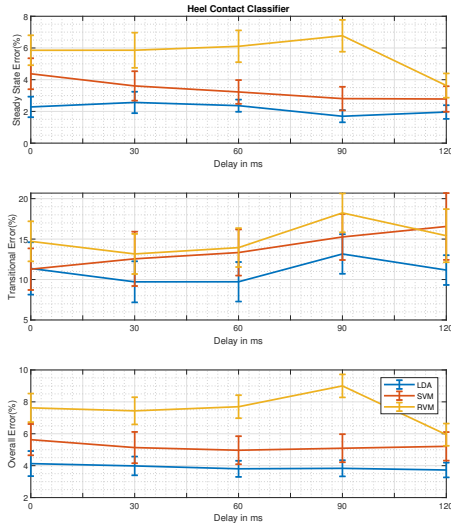 Heel Contact Classifier
8
6
4
2
0
Steady State Error(%)
0 30 60 90 120
Delay in ms
20
15
10
5
Transitional Error(%)
0 30 60 90 120
Delay in ms
10
8
6
4
2
Overall Error(%)
LDA
SVM
RVM
0 30 60 90 120
Delay in ms